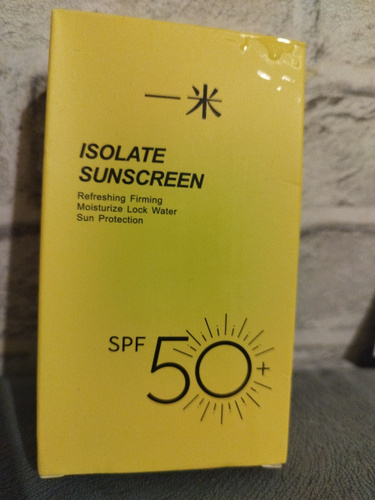 一米
ISOLATE
SUNSCREEN
Refreshing Firming
Moisturize Lock Water
Sun Protection
SPF 50+